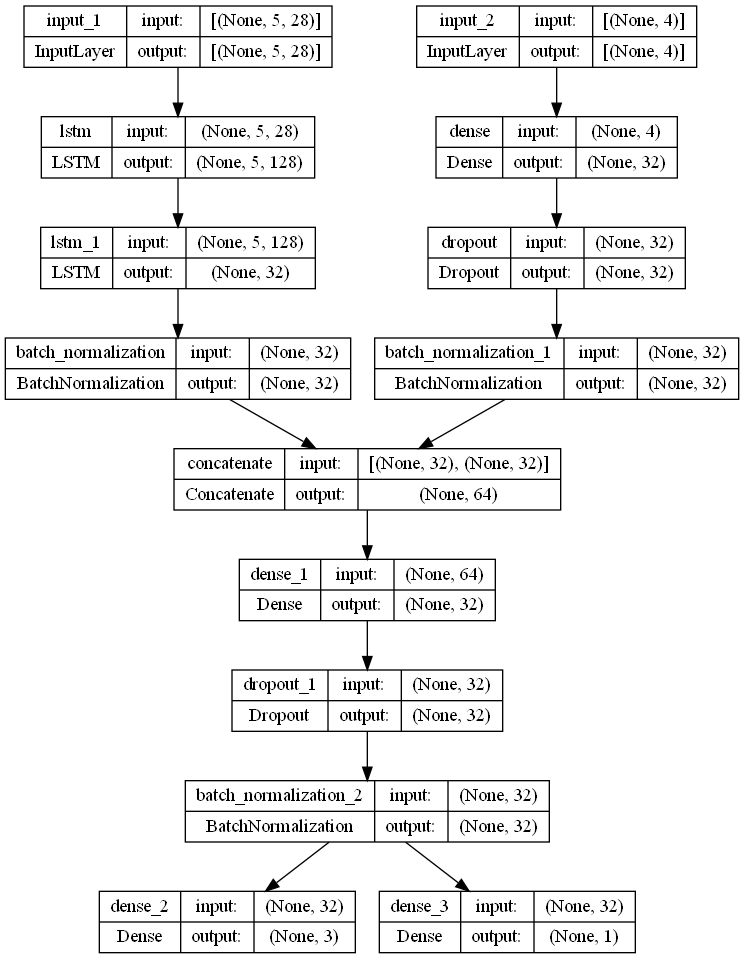 input_1 input: [(None, 5, 28)]
InputLayer output: [(None, 5, 28)]
input_2 input: [(None, 4)]
InputLayer output: [(None, 4)]
lstm input: (None, 5, 28)
LSTM output: (None, 5, 128)
dense input: (None, 4)
Dense output: (None, 32)
lstm_1 input: (None, 5, 128)
LSTM output: (None, 32)
dropout input: (None, 32)
Dropout output: (None, 32)
batch_normalization input: (None, 32)
BatchNormalization output: (None, 32)
batch_normalization_1 input: (None, 32)
BatchNormalization output: (None, 32)
concatenate input: [(None, 32), (None, 32)]
Concatenate output: (None, 64)
dense_1 input: (None, 64)
Dense output: (None, 32)
dropout_1 input: (None, 32)
Dropout output: (None, 32)
batch_normalization_2 input: (None, 32)
BatchNormalization output: (None, 32)
dense_2 input: (None, 32)
Dense output: (None, 3)
dense_3 input: (None, 32)
Dense output: (None, 1)